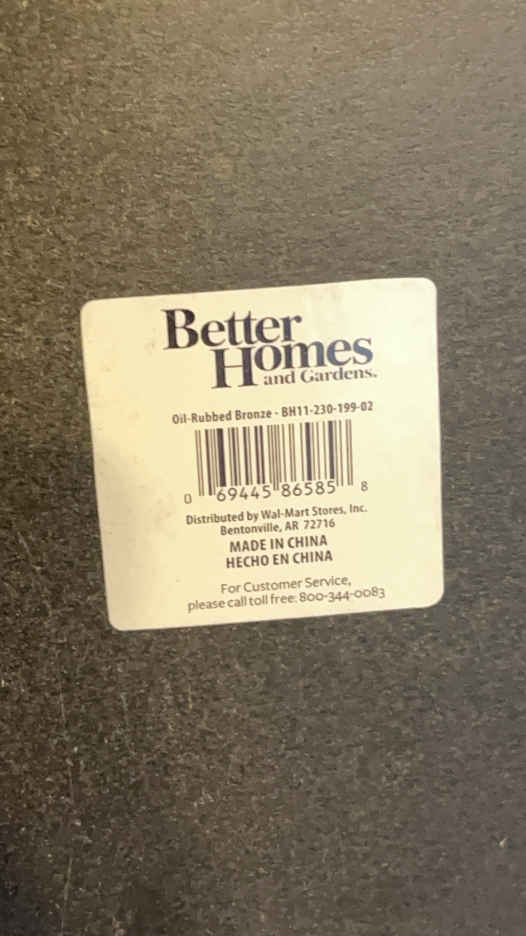 Better
Homes
and Gardens.
Oil-Rubbed Bronze - BH11-230-199-02
0 69445 86585 8
Distributed by Wal-Mart Stores, Inc.
Bentonville, AR 72716
MADE IN CHINA
HECHO EN CHINA
For Customer Service,
please call toll free: 800-344-0083